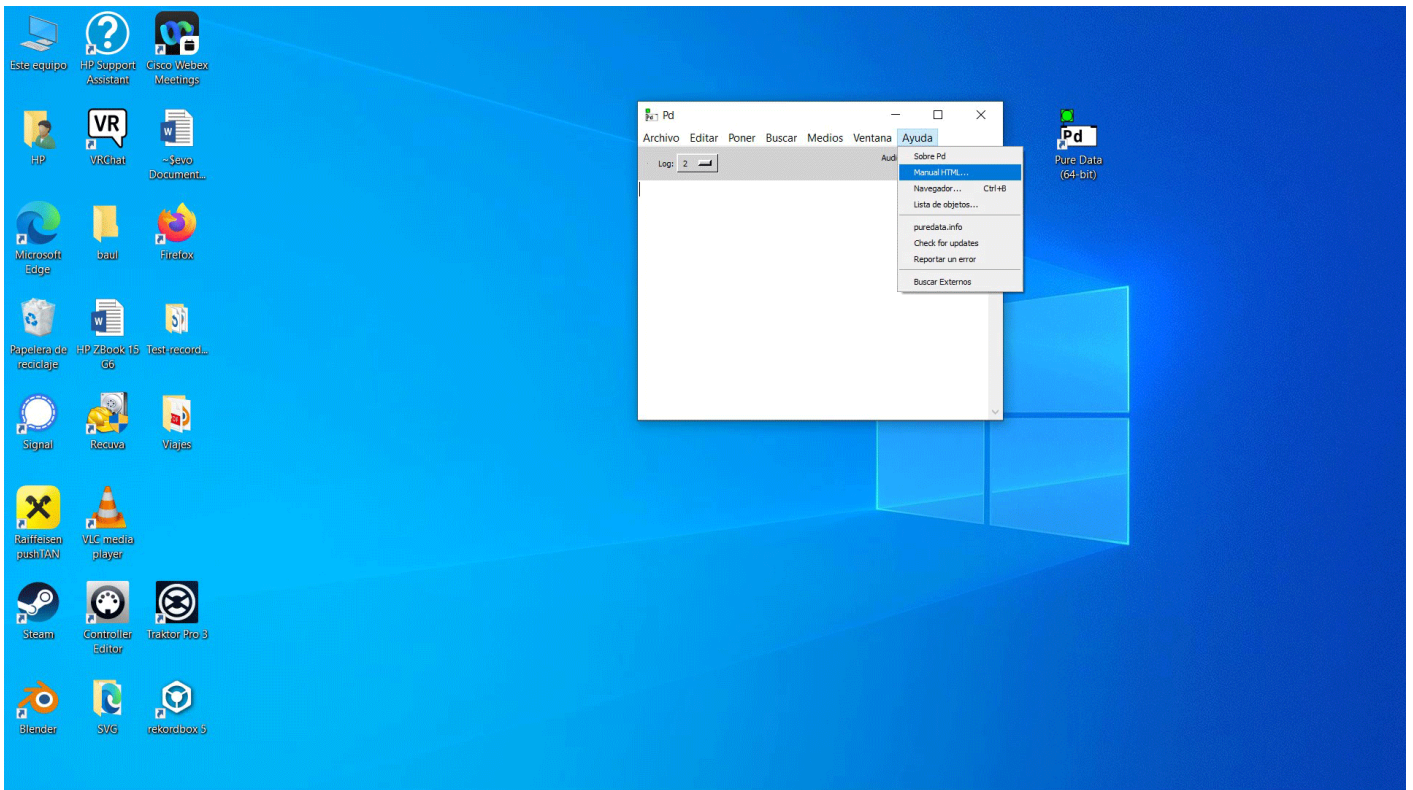 Este equipo
HP Support
Assistant
Cisco Webex
Meetings
HP
VR
VRChat
~$evo
Document...
Microsoft
Edge
baul
Firefox
Papelera de
reciclaje
HP ZBook 15
G6
Test-record...
Signal
Recuva
Viajes
Raiffeisen
pushTAN
VLC media
player
Steam
Controller
Editor
Traktor Pro 3
Blender
SVG
rekordbox 5
Pd
Archivo Editar Poner Buscar Medios Ventana Ayuda
Log: 2 Audi
Sobre Pd
Manual HTML...
Navegador... Ctrl+B
Lista de objetos...
puredata.info
Check for updates
Reportar un error
Buscar Externos
Pd
Pure Data
(64-bit)